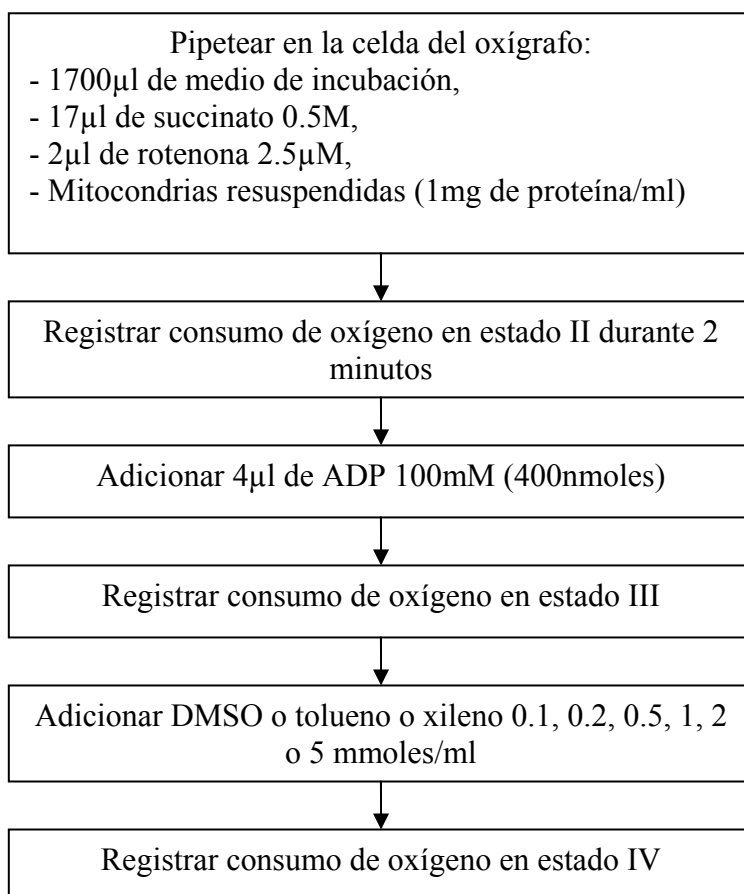 Pipetear en la celda del oxígrafo:
- 1700µl de medio de incubación,
- 17µl de succinato 0.5M,
- 2µl de rotenona 2.5µM,
- Mitocondrias resuspendidas (1mg de proteína/ml)
Registrar consumo de oxígeno en estado II durante 2
minutos
Adicionar 4µl de ADP 100mM (400nmoles)
Registrar consumo de oxígeno en estado III
Adicionar DMSO o tolueno o xileno 0.1, 0.2, 0.5, 1, 2
o 5 mmoles/ml
Registrar consumo de oxígeno en estado IV